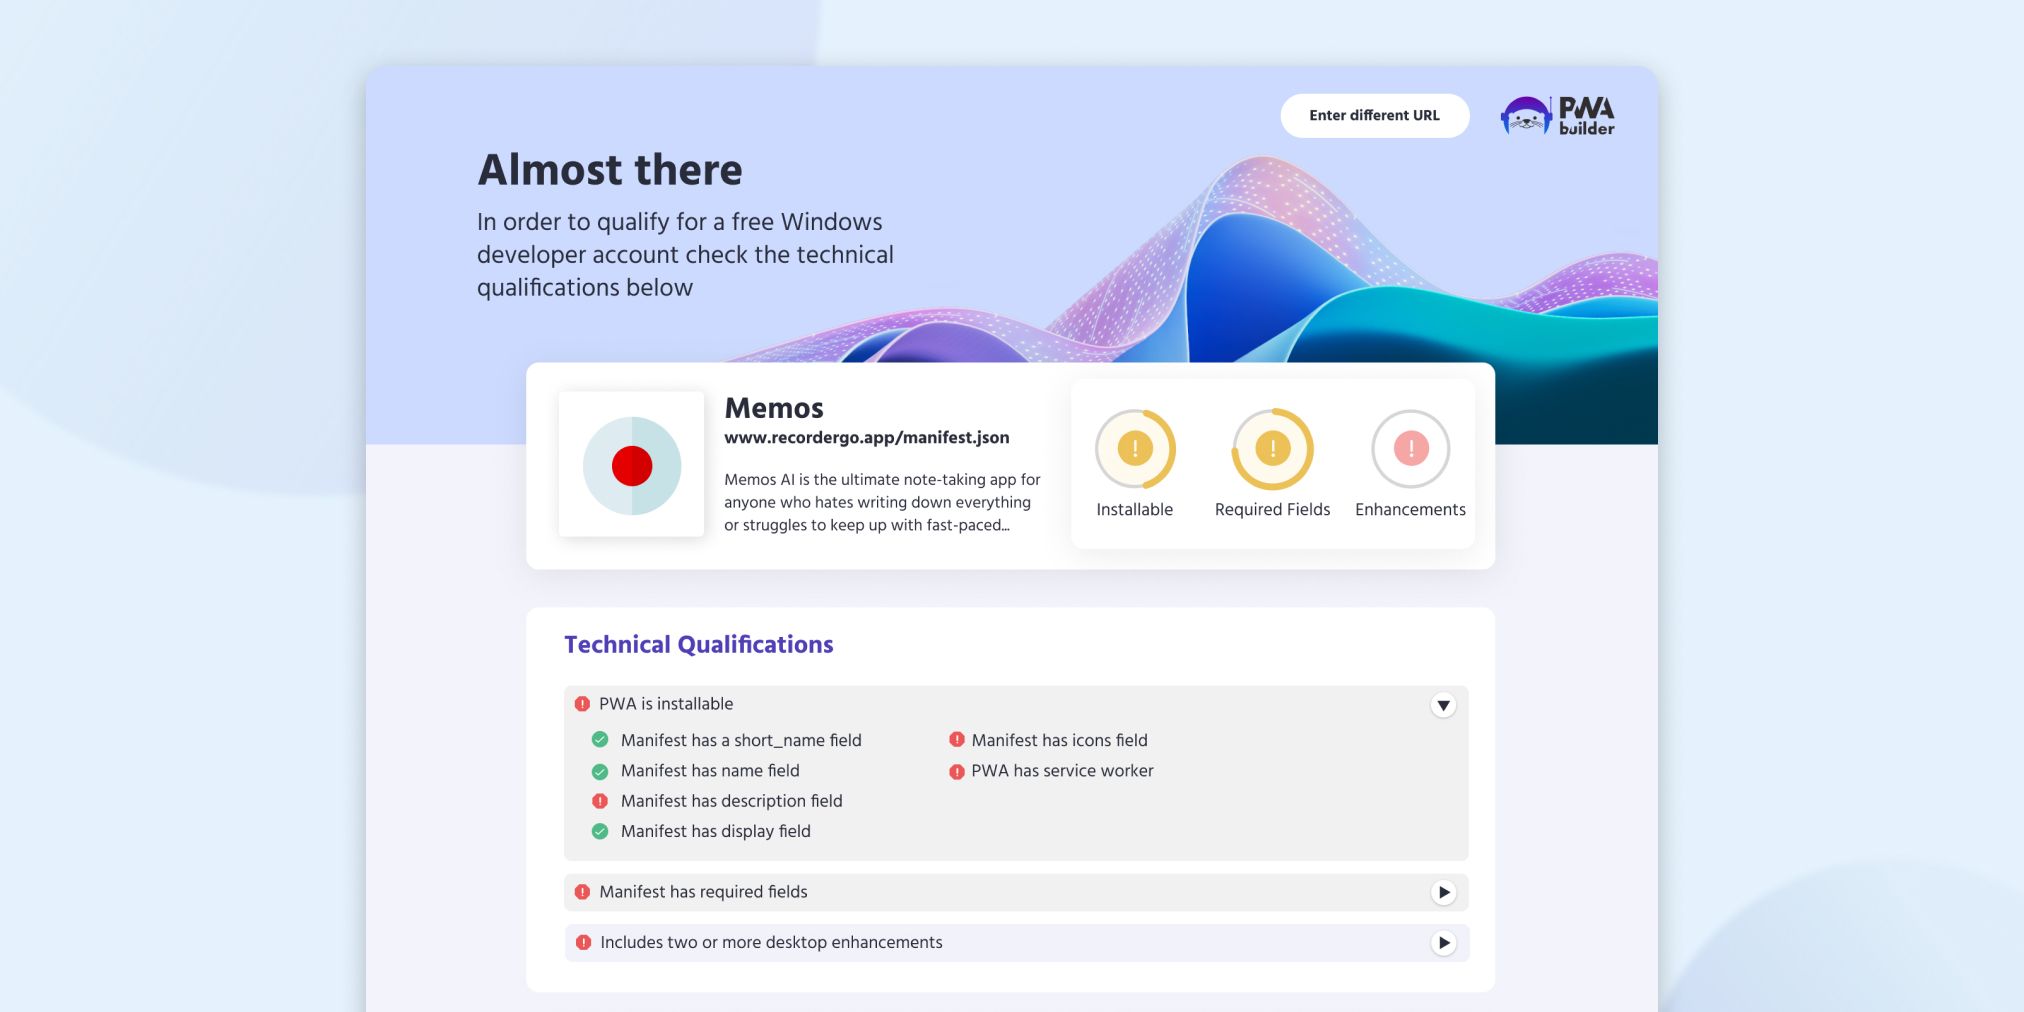 Enter different URL
PWA
builder
Almost there
In order to qualify for a free Windows
developer account check the technical
qualifications below
Memos
www.recordergo.app/manifest.json
Memos AI is the ultimate note-taking app for
anyone who hates writing down everything
or struggles to keep up with fast-paced...
Installable
Required Fields
Enhancements
Technical Qualifications
PWA is installable
Manifest has a short_name field
Manifest has name field
Manifest has description field
Manifest has display field
Manifest has icons field
PWA has service worker
Manifest has required fields
Includes two or more desktop enhancements